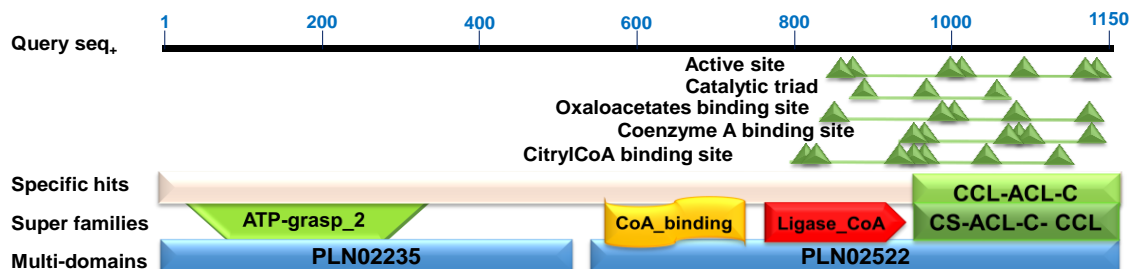 1 200 400 600 800 1000 1150
Query seq+
Active site
Catalytic triad
Oxaloacetates binding site
Coenzyme A binding site
CitrylCoA binding site
Specific hits CCL-ACL-C
Super families ATP-grasp_2 CoA_binding Ligase_CoA CS-ACL-C- CCL
Multi-domains PLN02235 PLN02522